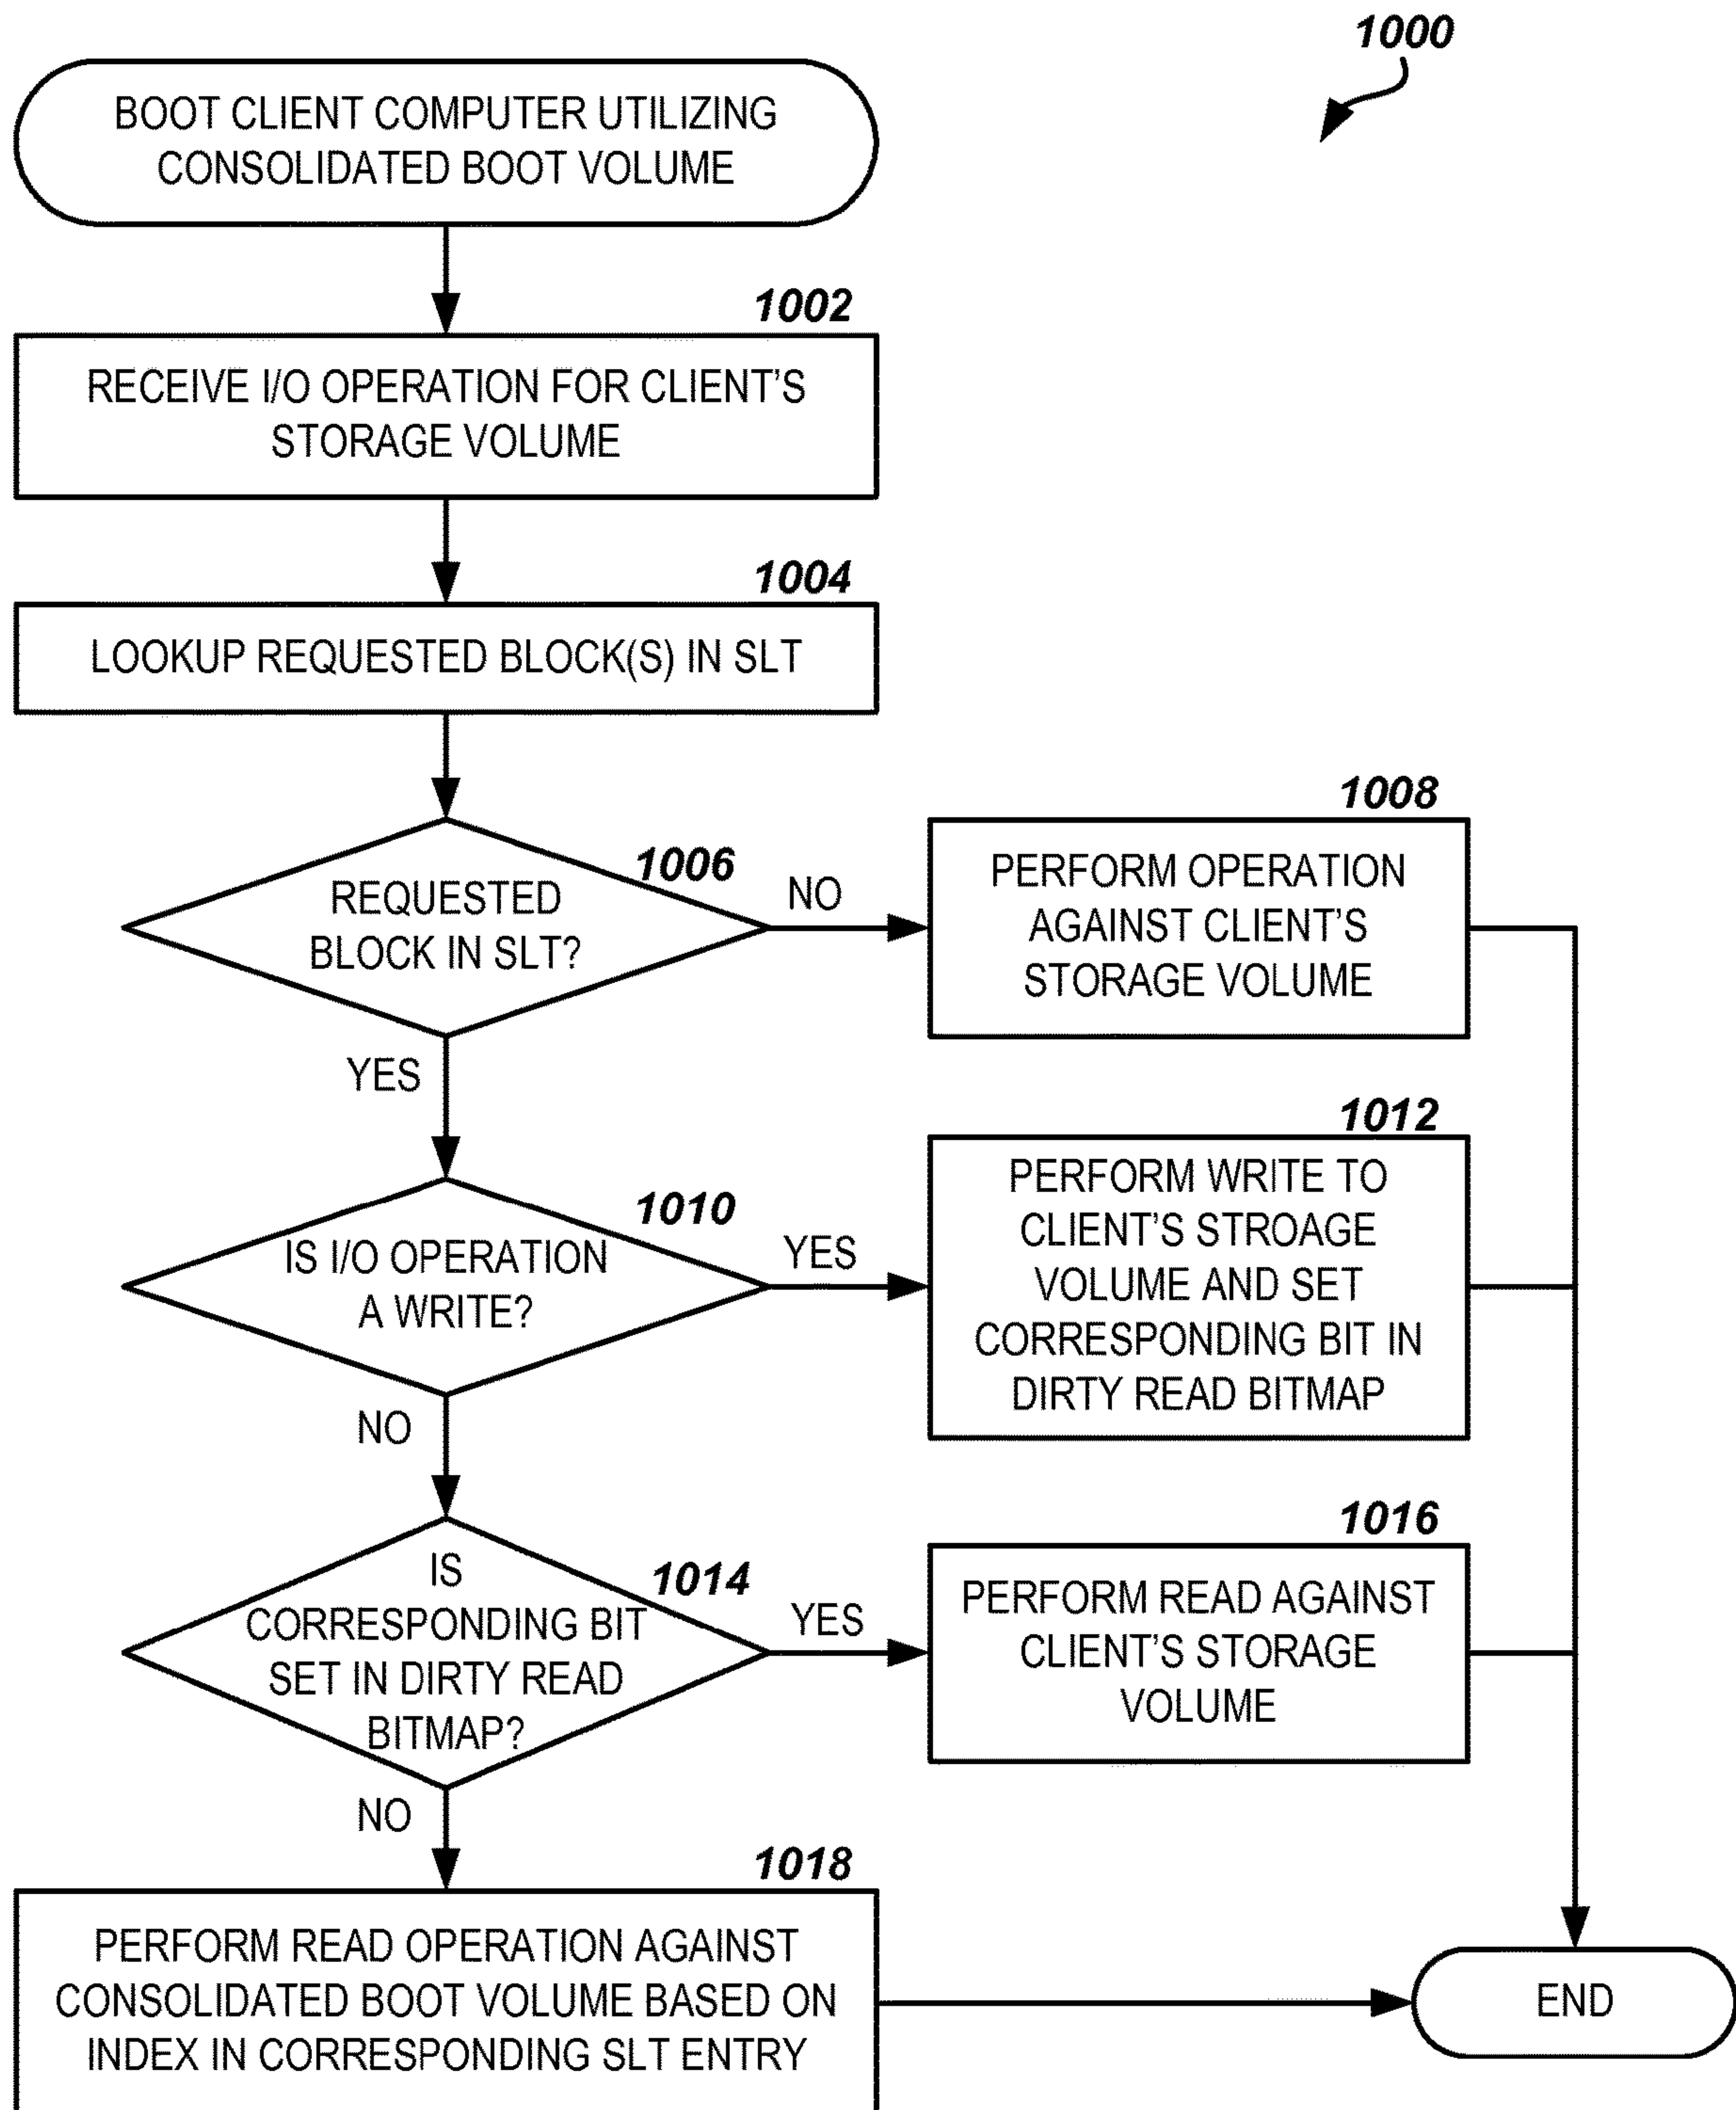 1000
BOOT CLIENT COMPUTER UTILIZING
CONSOLIDATED BOOT VOLUME
1002
RECEIVE I/O OPERATION FOR CLIENT’S
STORAGE VOLUME
1004
LOOKUP REQUESTED BLOCK(S) IN SLT
1006
REQUESTED
BLOCK IN SLT?
NO
YES
1008
PERFORM OPERATION
AGAINST CLIENT’S
STORAGE VOLUME
1010
IS I/O OPERATION
A WRITE?
YES
NO
1012
PERFORM WRITE TO
CLIENT’S STROAGE
VOLUME AND SET
CORRESPONDING BIT IN
DIRTY READ BITMAP
1014
IS
CORRESPONDING BIT
SET IN DIRTY READ
BITMAP?
YES
NO
1016
PERFORM READ AGAINST
CLIENT’S STORAGE
VOLUME
1018
PERFORM READ OPERATION AGAINST
CONSOLIDATED BOOT VOLUME BASED ON
INDEX IN CORRESPONDING SLT ENTRY
END